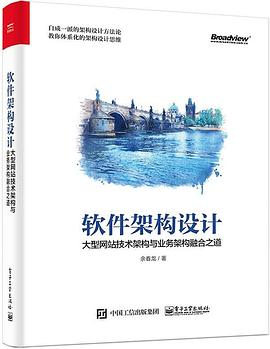 Broadview®
自成一派的架构设计方法论
教你体系化的架构设计思维
软件架构设计
大型网站技术架构与业务架构融合之道
余春龙 著
中国工信出版集团
电子工业出版社
软件架构设计
大型网站技术架构与
业务架构融合之道